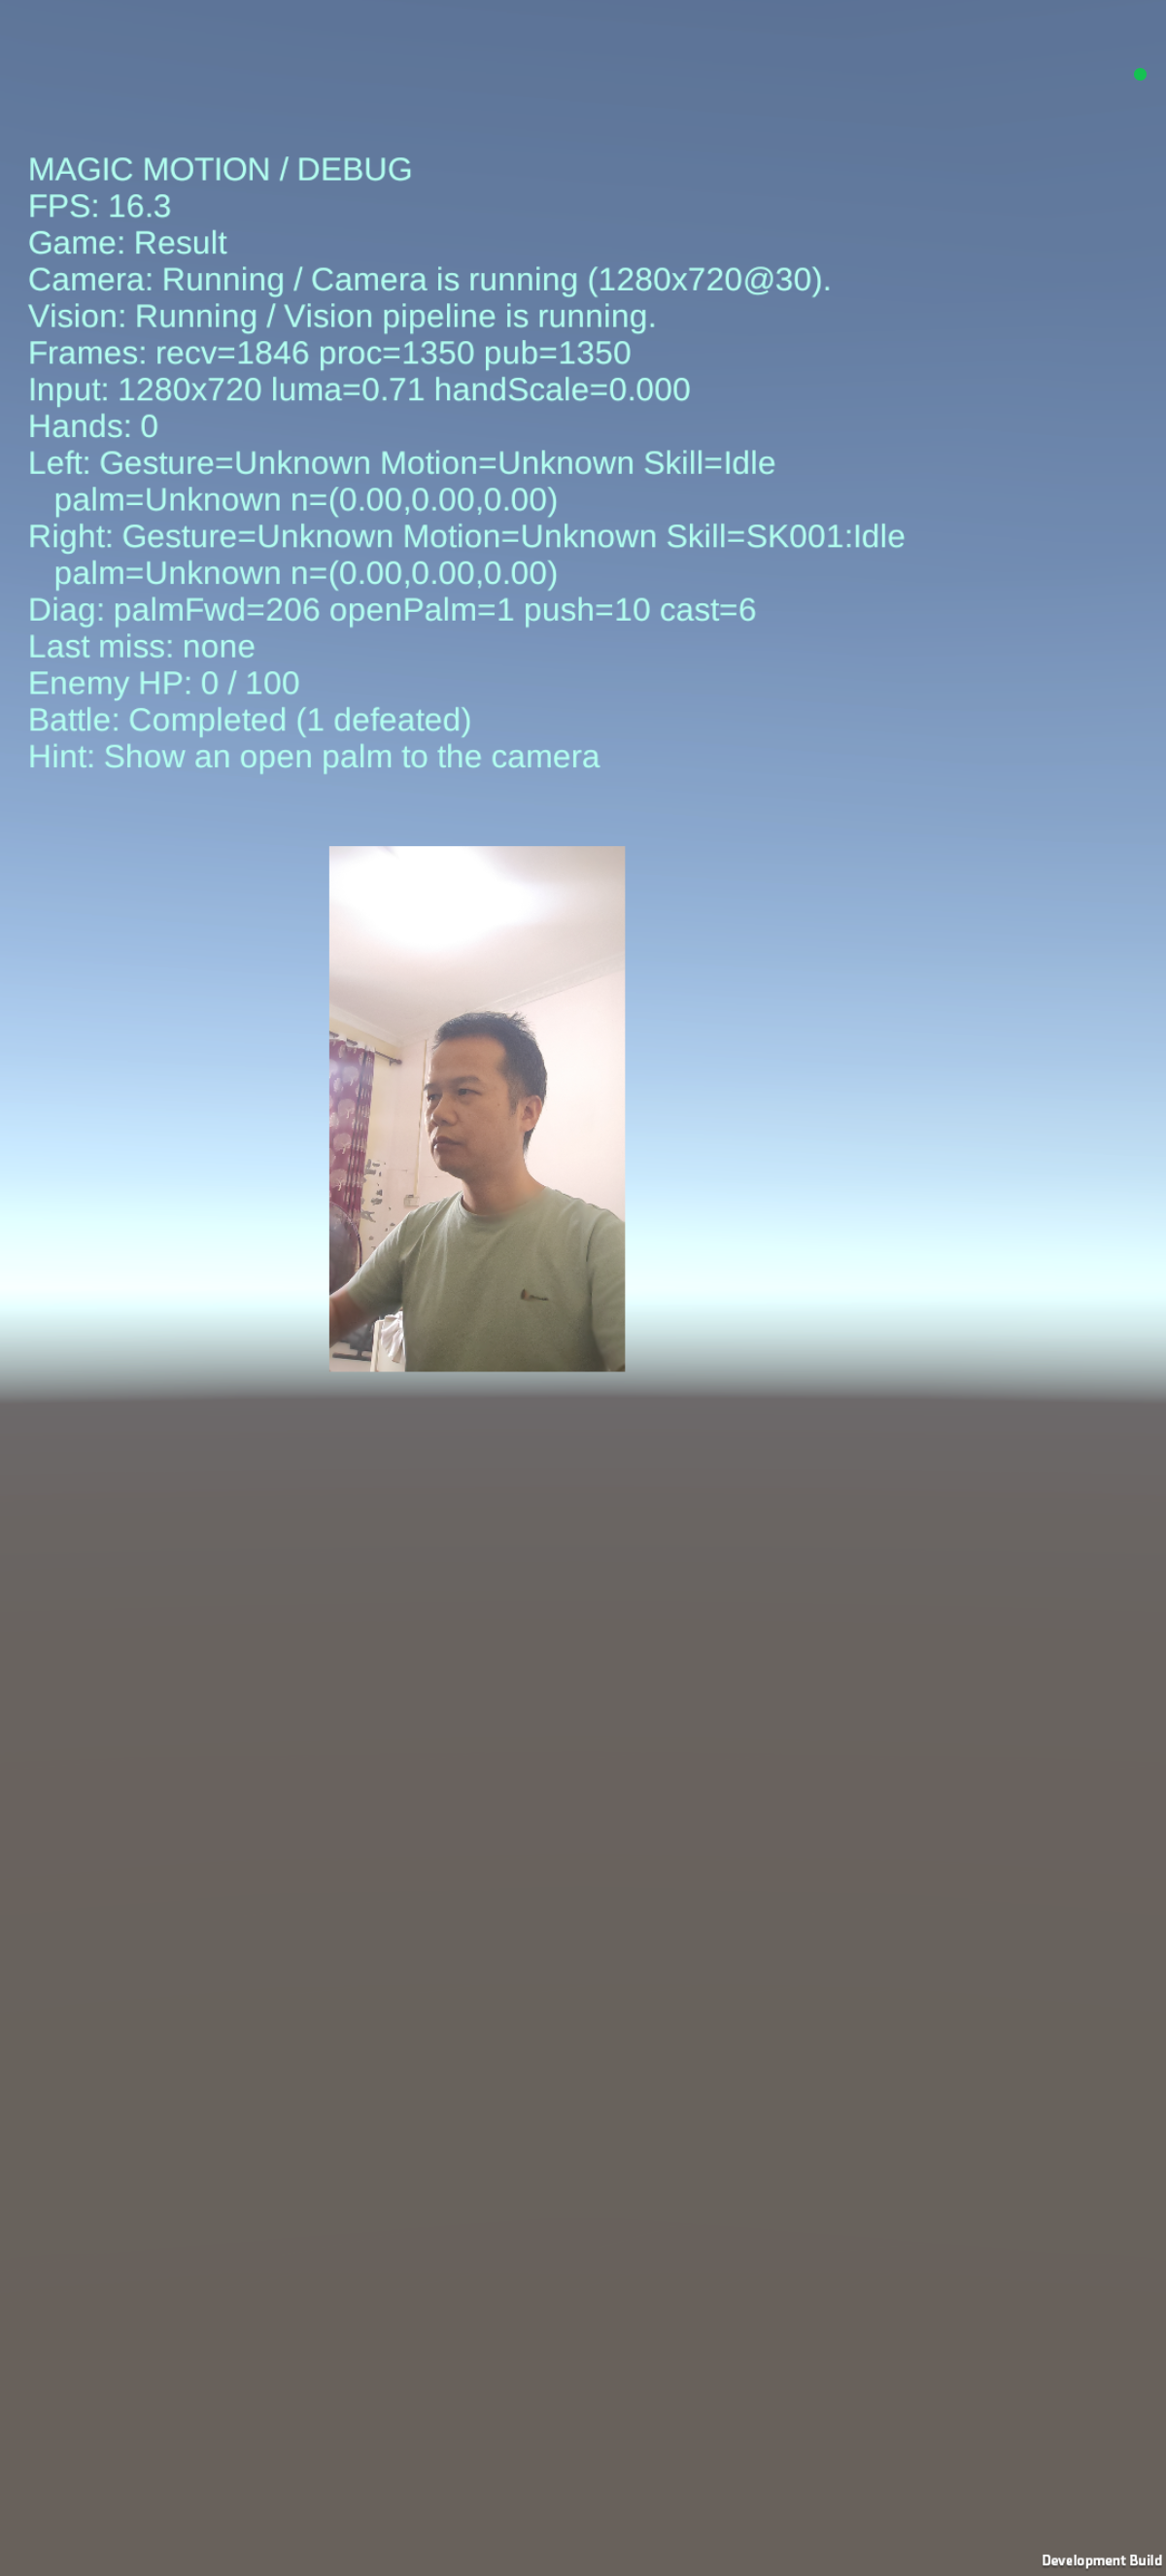 MAGIC MOTION / DEBUG
FPS: 16.3
Game: Result
Camera: Running / Camera is running (1280x720@30).
Vision: Running / Vision pipeline is running.
Frames: recv=1846 proc=1350 pub=1350
Input: 1280x720 luma=0.71 handScale=0.000
Hands: 0
Left: Gesture=Unknown Motion=Unknown Skill=Idle
palm=Unknown n=(0.00,0.00,0.00)
Right: Gesture=Unknown Motion=Unknown Skill=SK001:Idle
palm=Unknown n=(0.00,0.00,0.00)
Diag: palmFwd=206 openPalm=1 push=10 cast=6
Last miss: none
Enemy HP: 0 / 100
Battle: Completed (1 defeated)
Hint: Show an open palm to the camera
Development Build